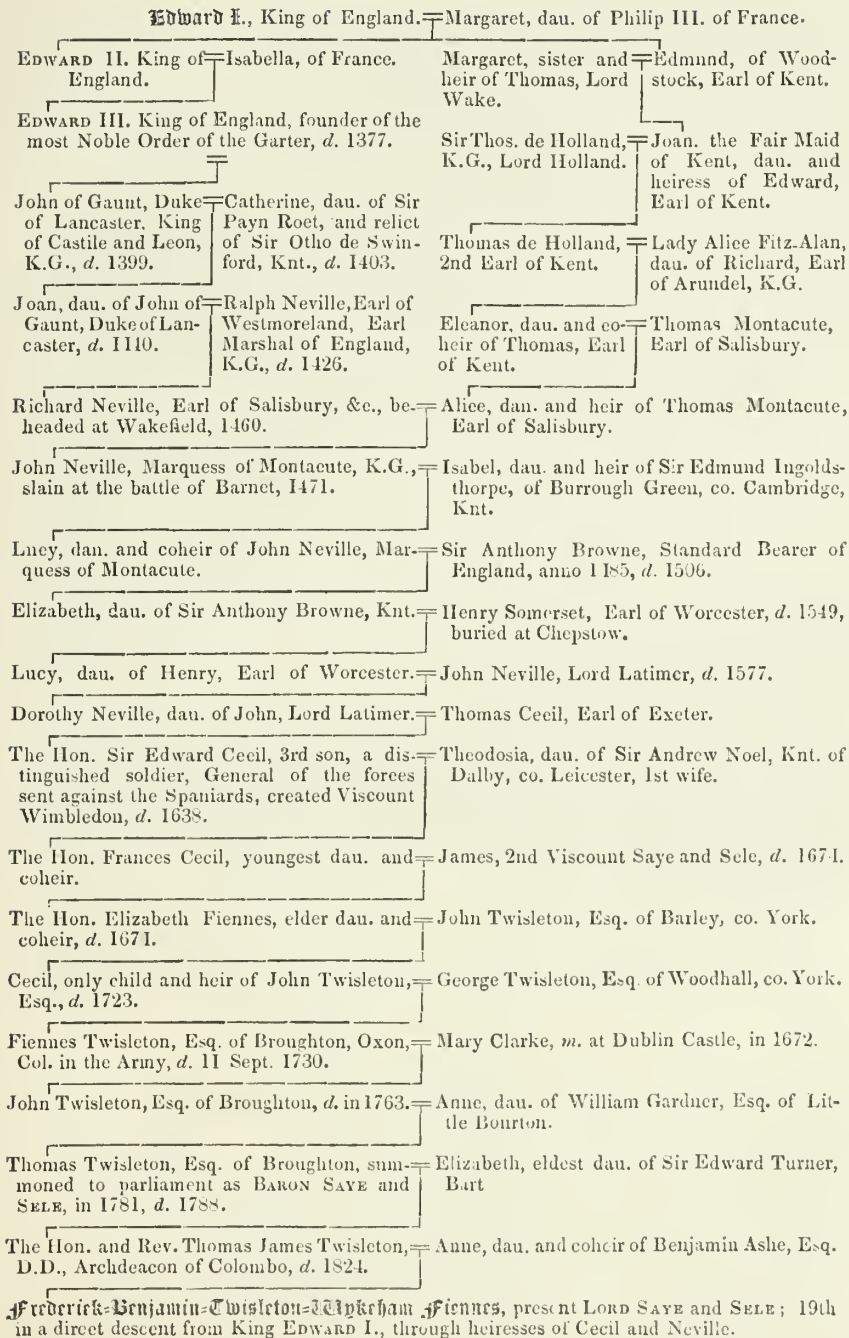 Edward I., King of England.=Margaret, dau. of Philip III. of France.
EDWARD II. King of=Isabella, of France.
England.
Margaret, sister and=Edmund, of Wood-
heir of Thomas, Lord stock, Earl of Kent.
Wake.
EDWARD III. King of England, founder of the
most Noble Order of the Garter, d. 1377.
Sir Thos. de Holland,=Joan. the Fair Maid
K.G., Lord Holland. of Kent, dau. and
heiress of Edward,
Earl of Kent.
John of Gaunt, Duke=Catherine, dau. of Sir
of Lancaster. King Payn Roet, and relict
of Castile and Leon, of Sir Otho de Swin-
K.G., d. 1399. ford, Knt., d. 1403.
Thomas de Holland,=Lady Alice Fitz-Alan,
2nd Earl of Kent. dau. of Richard, Earl
of Arundel, K.G.
Joan, dau. of John of=Ralph Neville, Earl of
Gaunt, Duke of Lan- Westmoreland, Earl
caster, d. 1440. Marshal of England,
K.G., d. 1426.
Eleanor, dau. and co-=Thomas Montacute,
heir of Thomas, Earl Earl of Salisbury.
of Kent.
Richard Neville, Earl of Salisbury, &c., be-=Alice, dau. and heir of Thomas Montacute,
headed at Wakefield, 1460. Earl of Salisbury.
John Neville, Marquess of Montacute, K.G.,=Isabel, dau. and heir of Sir Edmund Ingolds-
slain at the battle of Barnet, 1471. thorpe, of Burrough Green, co. Cambridge,
Knt.
Lucy, dau. and coheir of John Neville, Mar-=Sir Anthony Browne, Standard Bearer of
quess of Montacute. England, anno 1485, d. 1506.
Elizabeth, dau. of Sir Anthony Browne, Knt.=Henry Somerset, Earl of Worcester, d. 1549,
buried at Chepstow.
Lucy, dau. of Henry, Earl of Worcester.=John Neville, Lord Latimer, d. 1577.
Dorothy Neville, dau. of John, Lord Latimer.=Thomas Cecil, Earl of Exeter.
The Hon. Sir Edward Cecil, 3rd son, a dis-=Theodosia, dau. of Sir Andrew Noel, Knt. of
tinguished soldier, General of the forces Dalby, co. Leicester, 1st wife.
sent against the Spaniards, created Viscount
Wimbledon, d. 1638.
The Hon. Frances Cecil, youngest dau. and=James, 2nd Viscount Saye and Sele, d. 1674.
coheir.
The Hon. Elizabeth Fiennes, elder dau. and=John Twisleton, Esq. of Barley, co. York.
coheir, d. 1674.
Cecil, only child and heir of John Twisleton,=George Twisleton, Esq. of Woodhall, co. York.
Esq., d. 1723.
Fiennes Twisleton, Esq. of Broughton, Oxon,=Mary Clarke, m. at Dublin Castle, in 1672.
Col. in the Army, d. 11 Sept. 1730.
John Twisleton, Esq. of Broughton, d. in 1763.=Anne, dau. of William Gardner, Esq. of Lit-
tle Bourton.
Thomas Twisleton, Esq. of Broughton, sum-=Elizabeth, eldest dau. of Sir Edward Turner,
moned to parliament as BARON SAYE and Bart
SELE, in 1781, d. 1788.
The Hon. and Rev. Thomas James Twisleton,=Anne, dau. and coheir of Benjamin Ashe, Esq.
D.D., Archdeacon of Colombo, d. 1824.
Frederick=Benjamin=Twisleton=Wykeham Fiennes, present LORD SAYE and SELE; 19th
in a direct descent from King EDWARD I., through heiresses of Cecil and Neville.